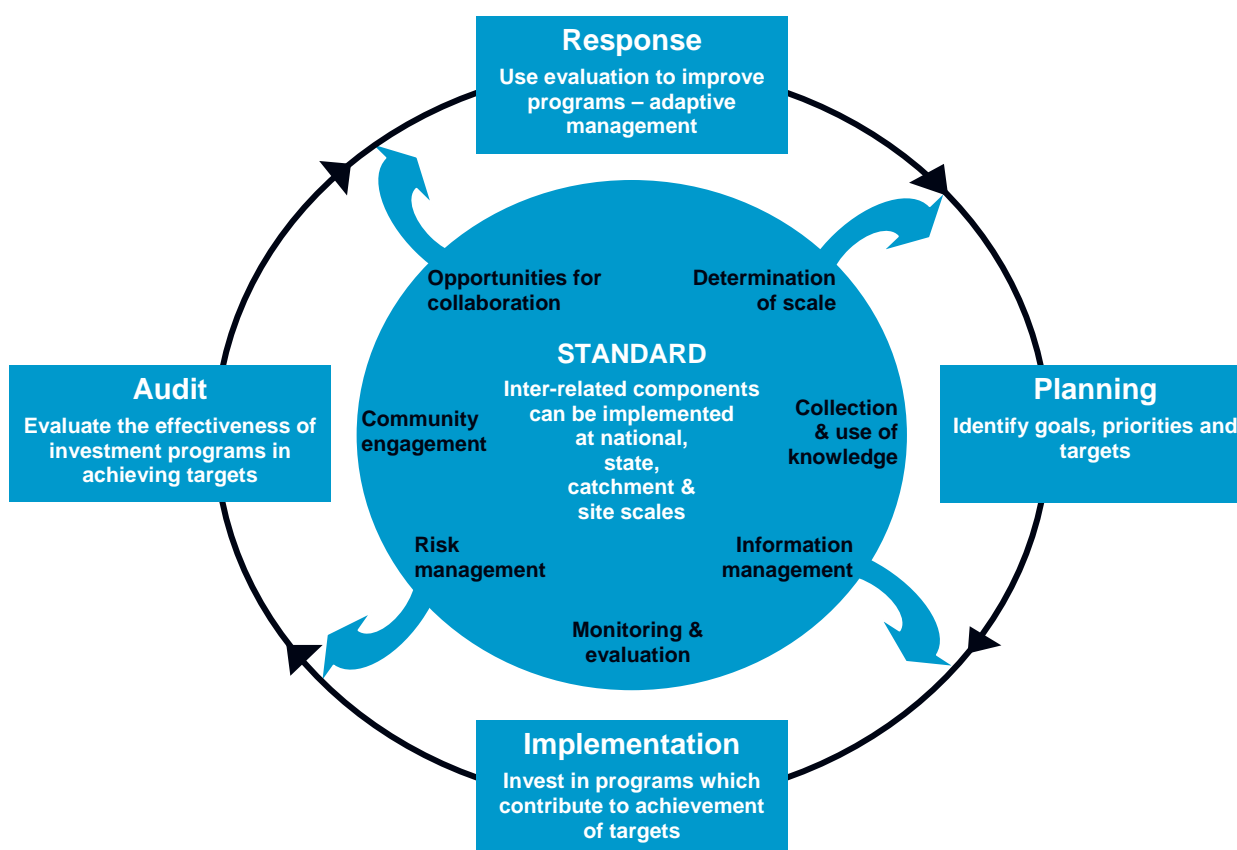 Response
Use evaluation to improve
programs – adaptive
management
Opportunities for
collaboration
Determination
of scale
STANDARD
Inter-related components
can be implemented
at national,
state,
catchment &
site scales
Audit
Evaluate the effectiveness of
investment programs in
achieving targets
Community
engagement
Collection
& use of
knowledge
Planning
Identify goals, priorities and
targets
Risk
management
Information
management
Monitoring &
evaluation
Implementation
Invest in programs which
contribute to achievement
of targets